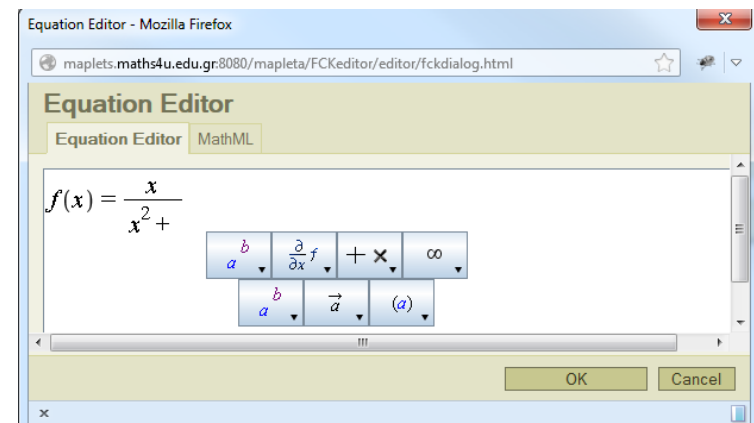 Equation Editor - Mozilla Firefox
x
maplets.maths4u.edu.gr:8080/mapleta/FCKeditor/editor/fckdialog.html
Equation Editor
Equation Editor MathML
f(x) = x / x² +
a^b ∂/∂x f + × ∞
a^b a⃗ (a)
OK Cancel
x